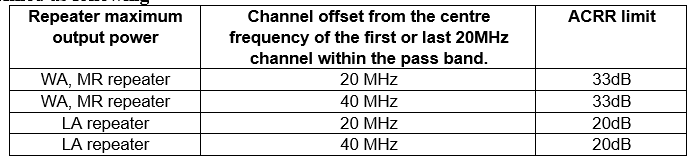 Repeater maximum output power | Channel offset from the centre frequency of the first or last 20MHz channel within the pass band. | ACRR limit
WA, MR repeater | 20 MHz | 33dB
WA, MR repeater | 40 MHz | 33dB
LA repeater | 20 MHz | 20dB
LA repeater | 40 MHz | 20dB